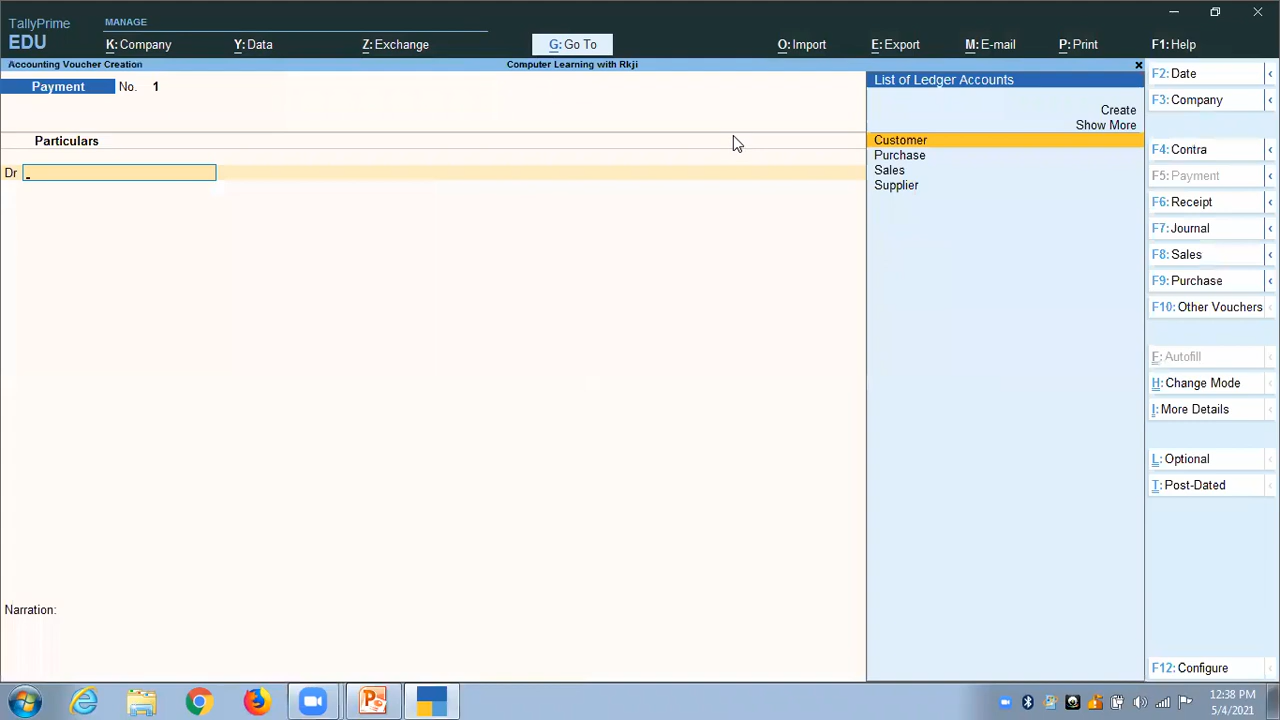 TallyPrime
EDU
MANAGE
K: Company
Y: Data
Z: Exchange
G: Go To
O: Import
E: Export
M: E-mail
P: Print
F1: Help
Accounting Voucher Creation
Computer Learning with Rkji
Payment No. 1
Particulars
Dr
Narration:
List of Ledger Accounts
Create
Show More
Customer
Purchase
Sales
Supplier
F2: Date
F3: Company
F4: Contra
F5: Payment
F6: Receipt
F7: Journal
F8: Sales
F9: Purchase
F10: Other Vouchers
F: Autofill
H: Change Mode
I: More Details
L: Optional
T: Post-Dated
F12: Configure
12:38 PM
5/4/2021